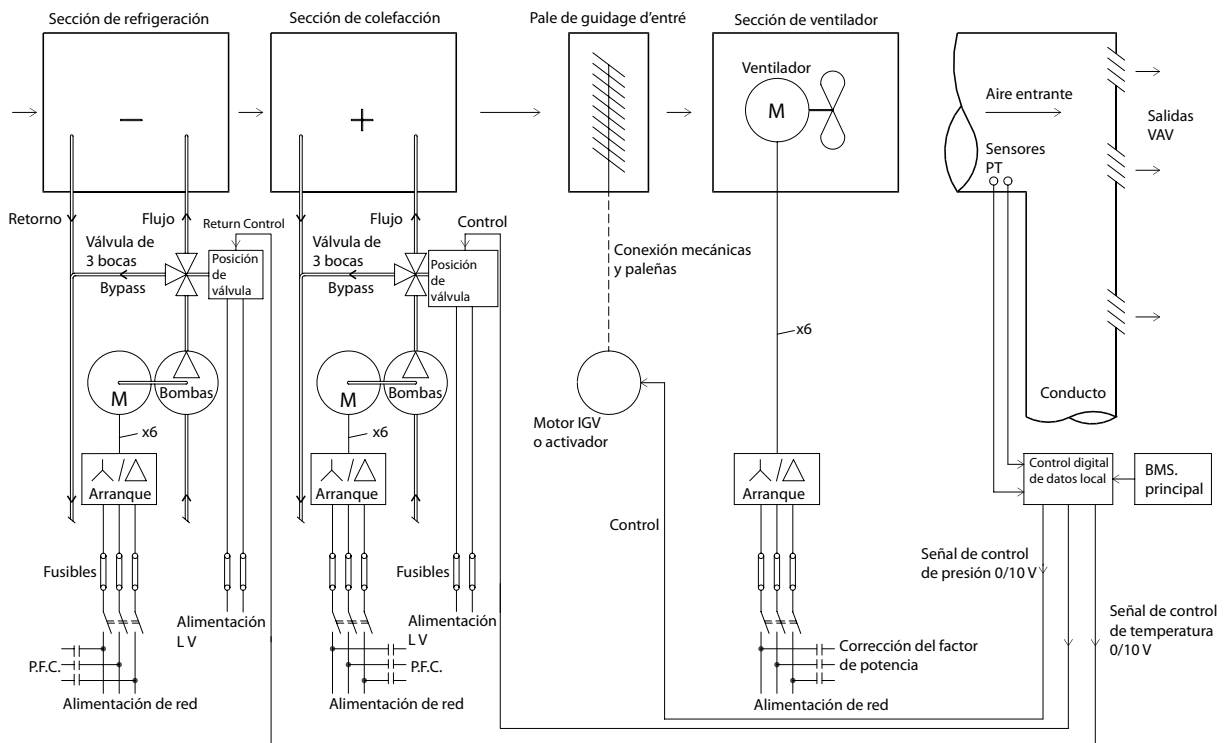 Sección de refrigeración
Sección de colefacción
Pale de guidage d'entré
Sección de ventilador
–
+
Ventilador
M
Aire entrante
Salidas
VAV
Sensores
PT
Retorno
Flujo
Return Control
Válvula de
3 bocas
Bypass
Posición
de
válvula
Flujo
Control
Válvula de
3 bocas
Bypass
Posición
de
válvula
Conexión mecánicas
y paleñas
x6
M
Bombas
M
Bombas
Motor IGV
o activador
Conducto
x6
x6
Arranque
Arranque
Arranque
Control digital
de datos local
BMS.
principal
Control
Fusibles
Fusibles
Señal de control
de presión 0/10 V
Alimentación
L V
Alimentación
L V
Señal de control
de temperatura
0/10 V
P.F.C.
P.F.C.
Corrección del factor
de potencia
Alimentación de red
Alimentación de red
Alimentación de red